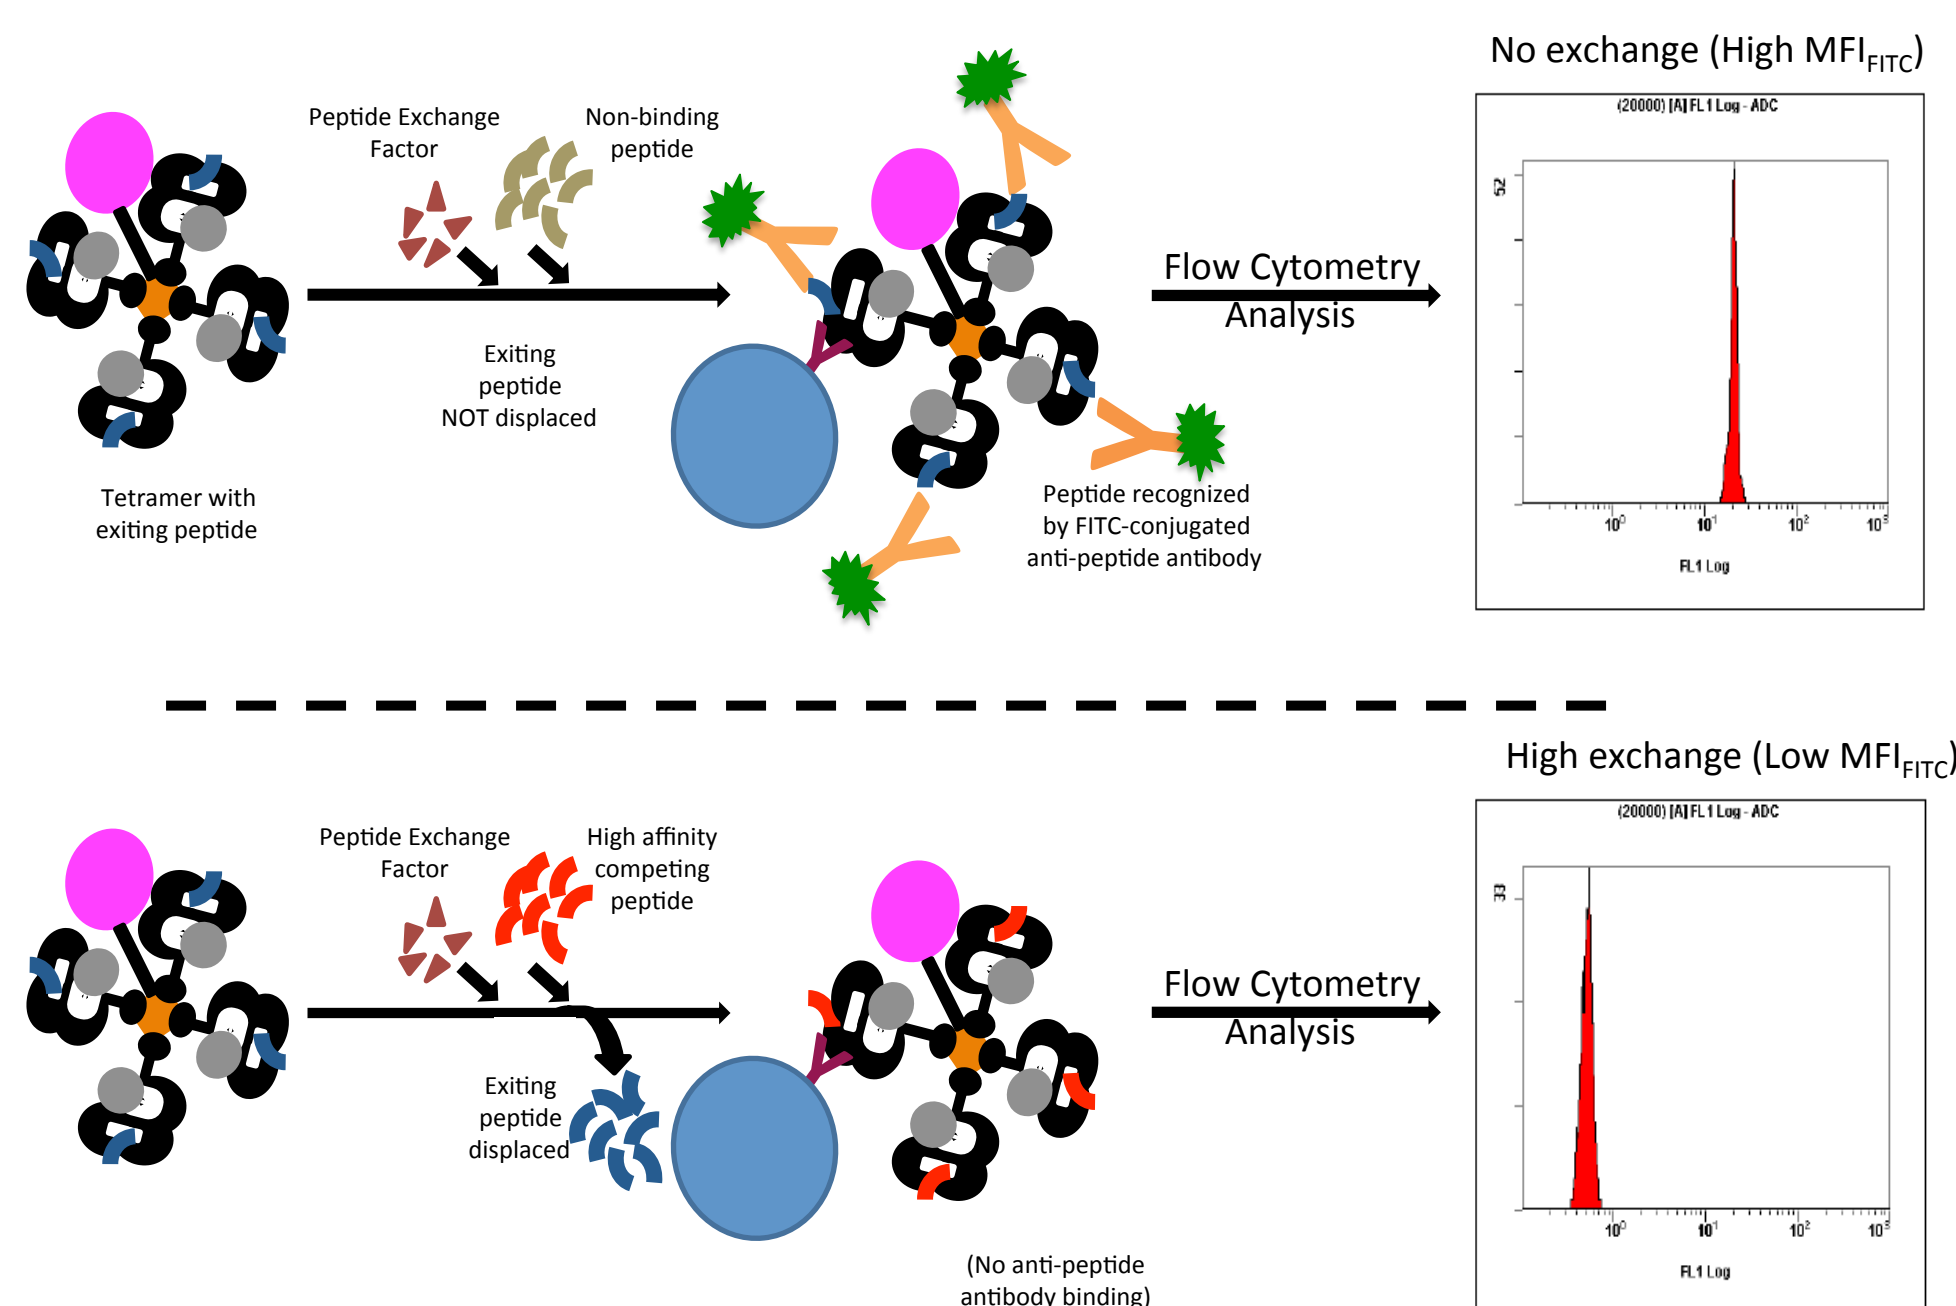 No exchange (High MFIFITC)
(20000) [A] FL1 Log - ADC
52
10⁰ 10¹ 10² 10³
FL1 Log
Peptide Exchange
Factor
Non-binding
peptide
Exiting
peptide
NOT displaced
Tetramer with
exiting peptide
Peptide recognized
by FITC-conjugated
anti-peptide antibody
Flow Cytometry
Analysis
High exchange (Low MFIFITC)
(20000) [A] FL1 Log - ADC
33
10⁰ 10¹ 10² 10³
FL1 Log
Peptide Exchange
Factor
High affinity
competing
peptide
Exiting
peptide
displaced
Flow Cytometry
Analysis
(No anti-peptide
antibody binding)